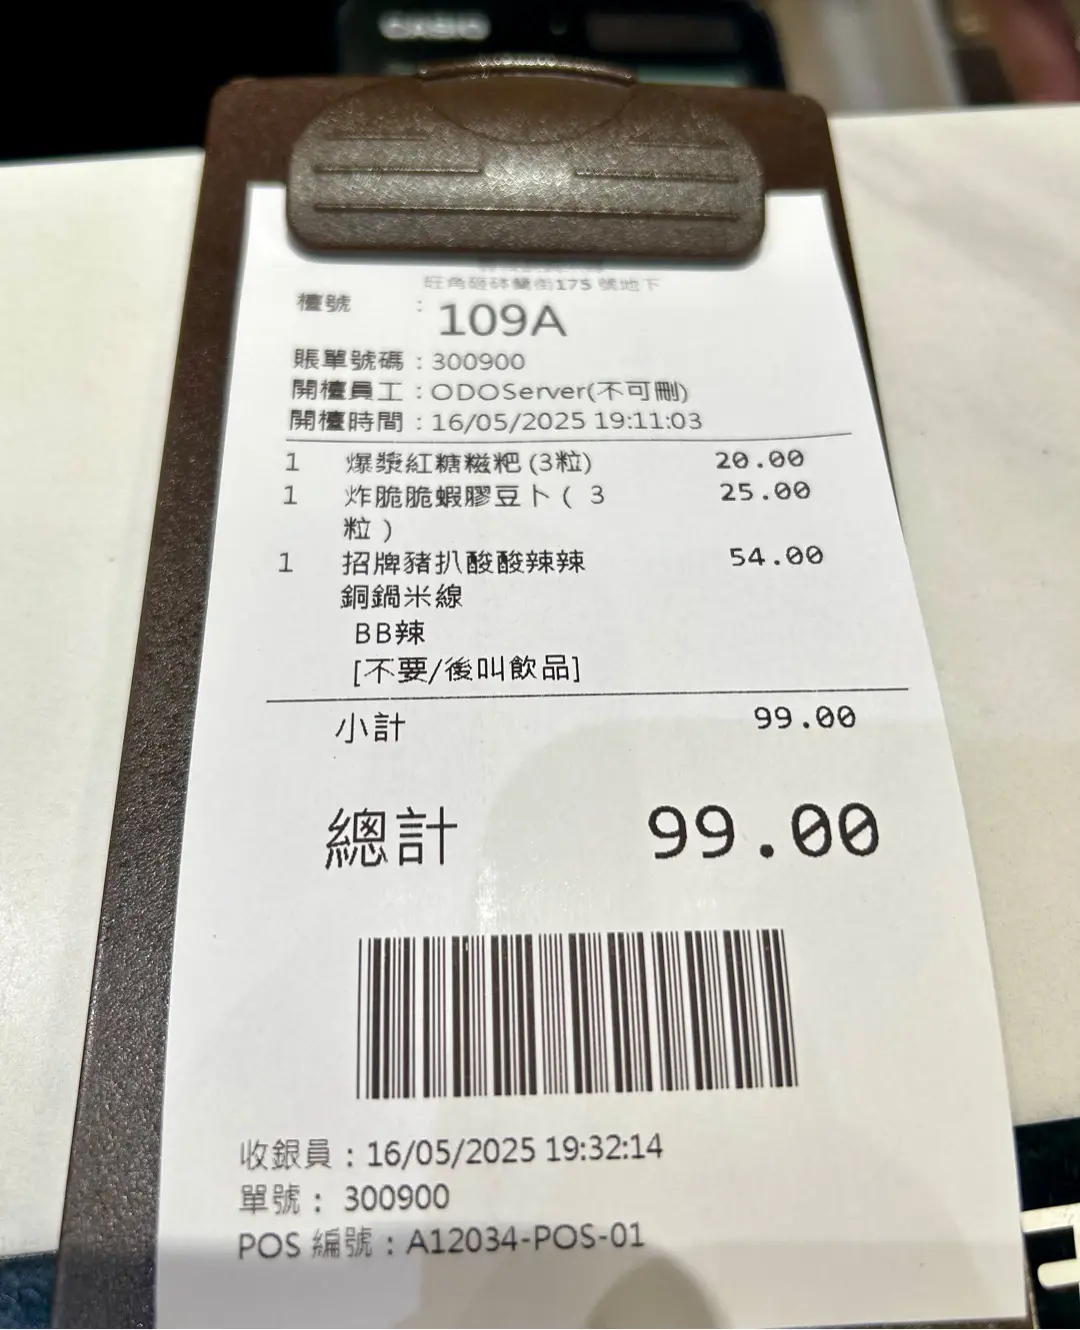 CASIO
旺角砵蘭街175 號地下
檯號 : 109A
賬單號碼 : 300900
開檯員工 : ODOServer(不可刪)
開檯時間 : 16/05/2025 19:11:03
1 爆漿紅糖糍粑 (3粒) 20.00
1 炸脆脆蝦膠豆卜 ( 3 25.00
粒 )
1 招牌豬扒酸酸辣辣 54.00
銅鍋米線
BB辣
[不要/後叫飲品]
小計 99.00
總計 99.00
收銀員 : 16/05/2025 19:32:14
單號 : 300900
POS 編號 : A12034-POS-01